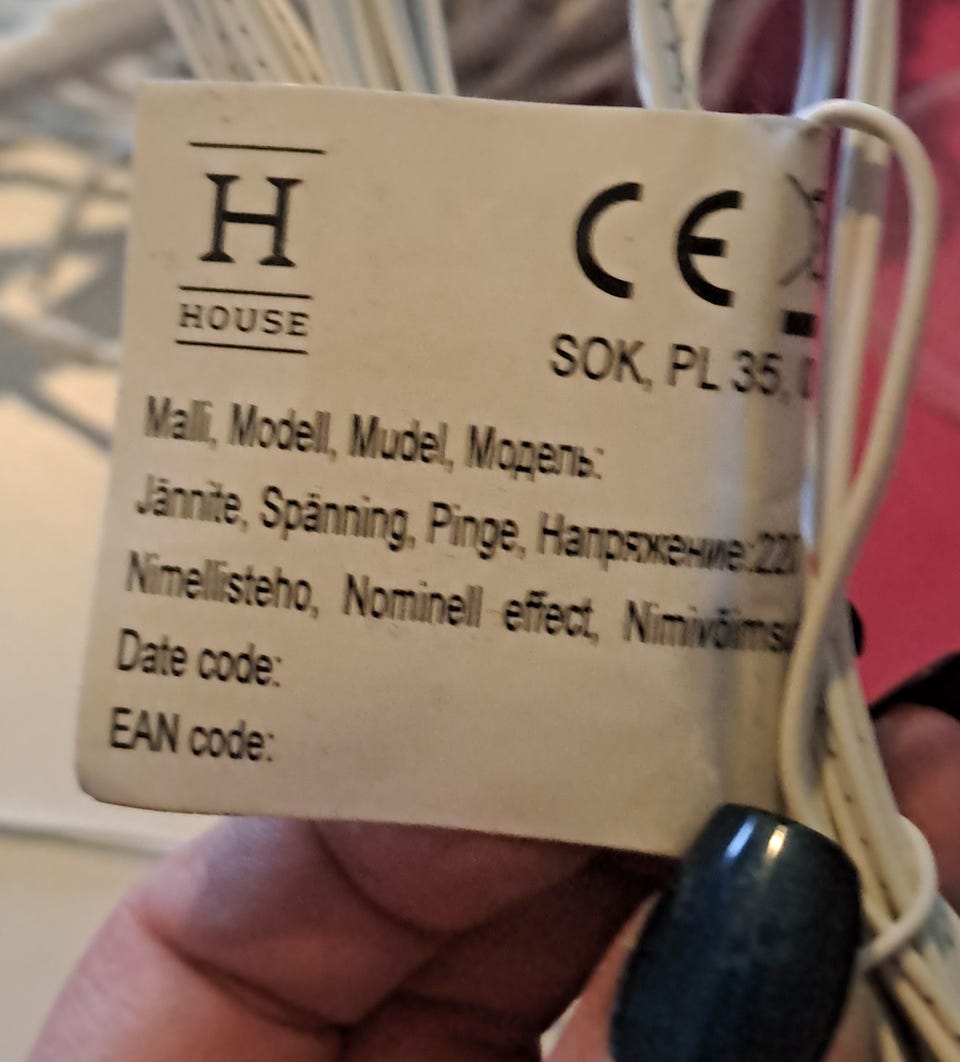 H
HOUSE
CE
SOK, PL 35,
Malli, Modell, Mudel, Модель:
Jännite, Spänning, Pinge, Напряжение:220
Nimellisteho, Nominell effect,
Date code:
EAN code: